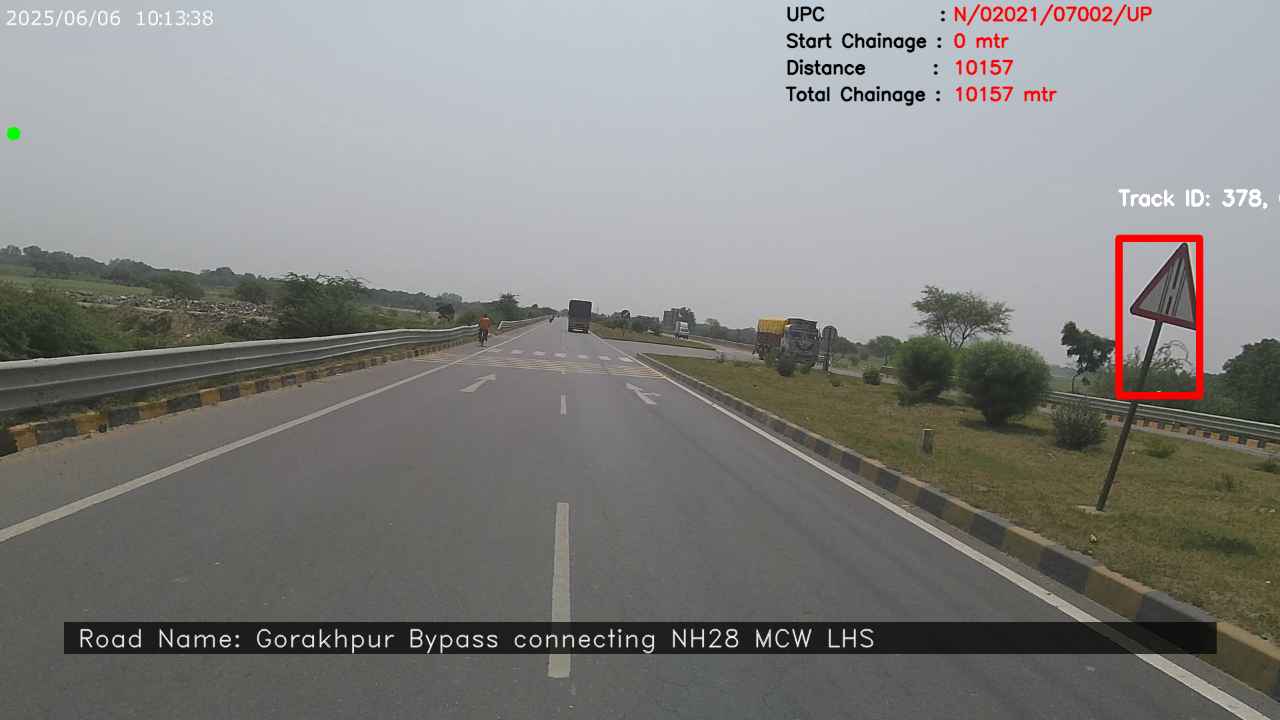 2025/06/06 10:13:38
UPC : N/02021/07002/UP
Start Chainage : 0 mtr
Distance : 10157
Total Chainage : 10157 mtr
Track ID: 378,
Road Name: Gorakhpur Bypass connecting NH28 MCW LHS